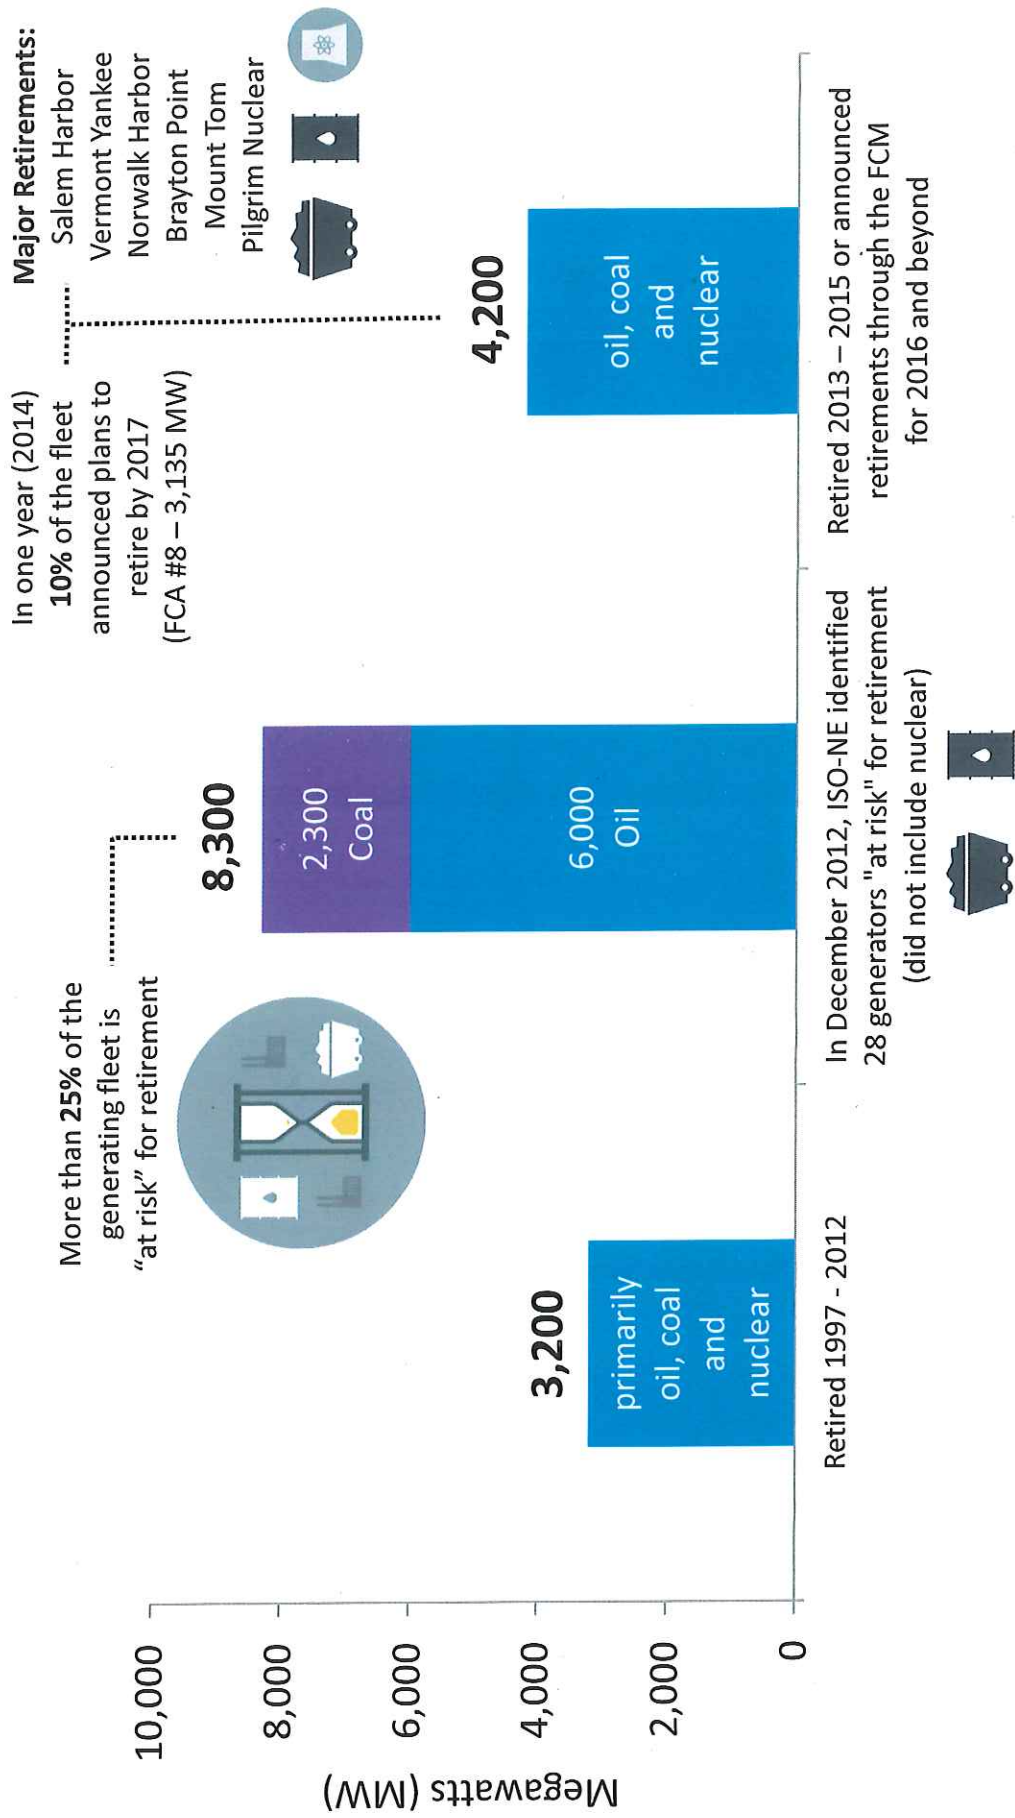 More than 25% of the
generating fleet is
“at risk” for retirement
In one year (2014)
10% of the fleet
announced plans to
retire by 2017
(FCA #8 – 3,135 MW)
Major Retirements:
Salem Harbor
Vermont Yankee
Norwalk Harbor
Brayton Point
Mount Tom
Pilgrim Nuclear
Megawatts (MW)
10,000
8,000
6,000
4,000
2,000
0
3,200
primarily
oil, coal
and
nuclear
Retired 1997 - 2012
8,300
2,300
Coal
6,000
Oil
In December 2012, ISO-NE identified
28 generators "at risk" for retirement
(did not include nuclear)
4,200
oil, coal
and
nuclear
Retired 2013 – 2015 or announced
retirements through the FCM
for 2016 and beyond